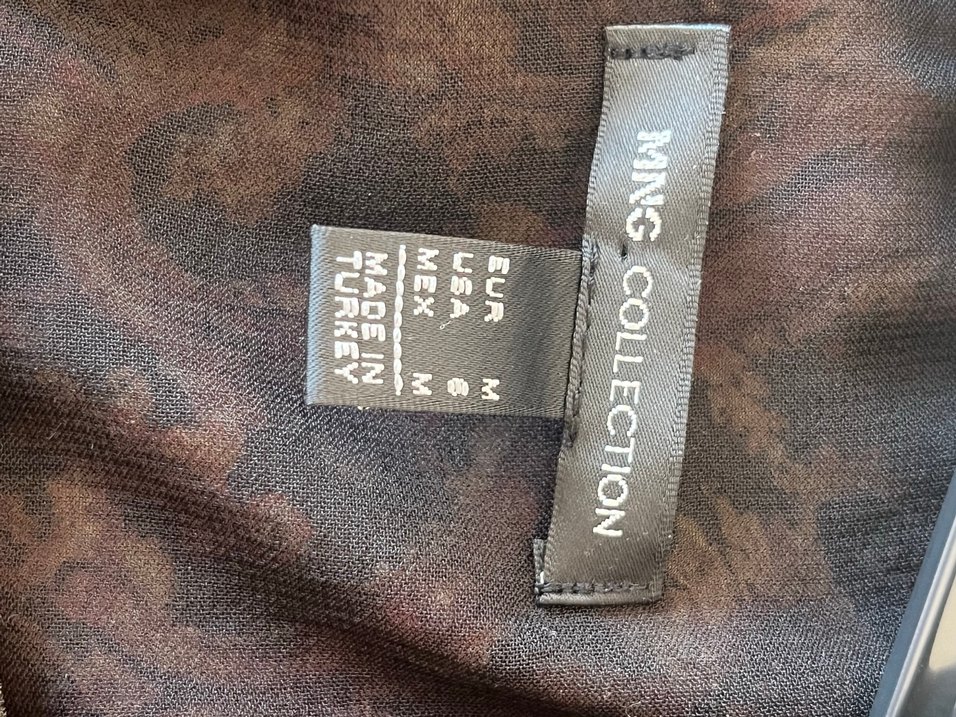 MNG COLLECTION
EUR M
USA 8
MEX M
MADE IN
TURKEY